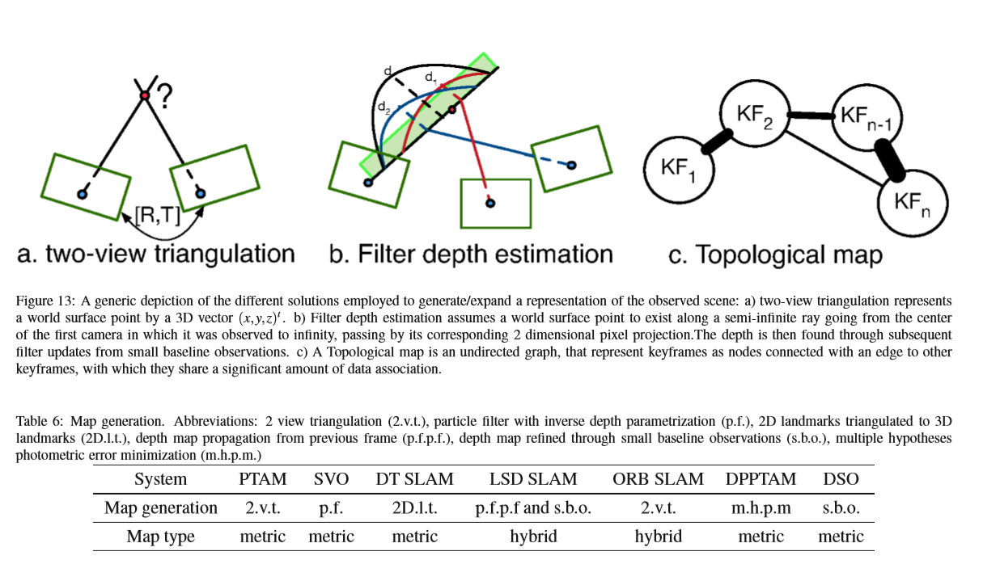 ?
[R,T]
a. two-view triangulation
d
d1
d2
b. Filter depth estimation
KF1
KF2
KFn-1
KFn
c. Topological map
Figure 13: A generic depiction of the different solutions employed to generate/expand a representation of the observed scene: a) two-view triangulation represents
a world surface point by a 3D vector (x,y,z)^t. b) Filter depth estimation assumes a world surface point to exist along a semi-infinite ray going from the center
of the first camera in which it was observed to infinity, passing by its corresponding 2 dimensional pixel projection.The depth is then found through subsequent
filter updates from small baseline observations. c) A Topological map is an undirected graph, that represent keyframes as nodes connected with an edge to other
keyframes, with which they share a significant amount of data association.
Table 6: Map generation. Abbreviations: 2 view triangulation (2.v.t.), particle filter with inverse depth parametrization (p.f.), 2D landmarks triangulated to 3D
landmarks (2D.l.t.), depth map propagation from previous frame (p.f.p.f.), depth map refined through small baseline observations (s.b.o.), multiple hypotheses
photometric error minimization (m.h.p.m.)
System PTAM SVO DT SLAM LSD SLAM ORB SLAM DPPTAM DSO
Map generation 2.v.t. p.f. 2D.l.t. p.f.p.f and s.b.o. 2.v.t. m.h.p.m s.b.o.
Map type metric metric metric hybrid hybrid metric metric